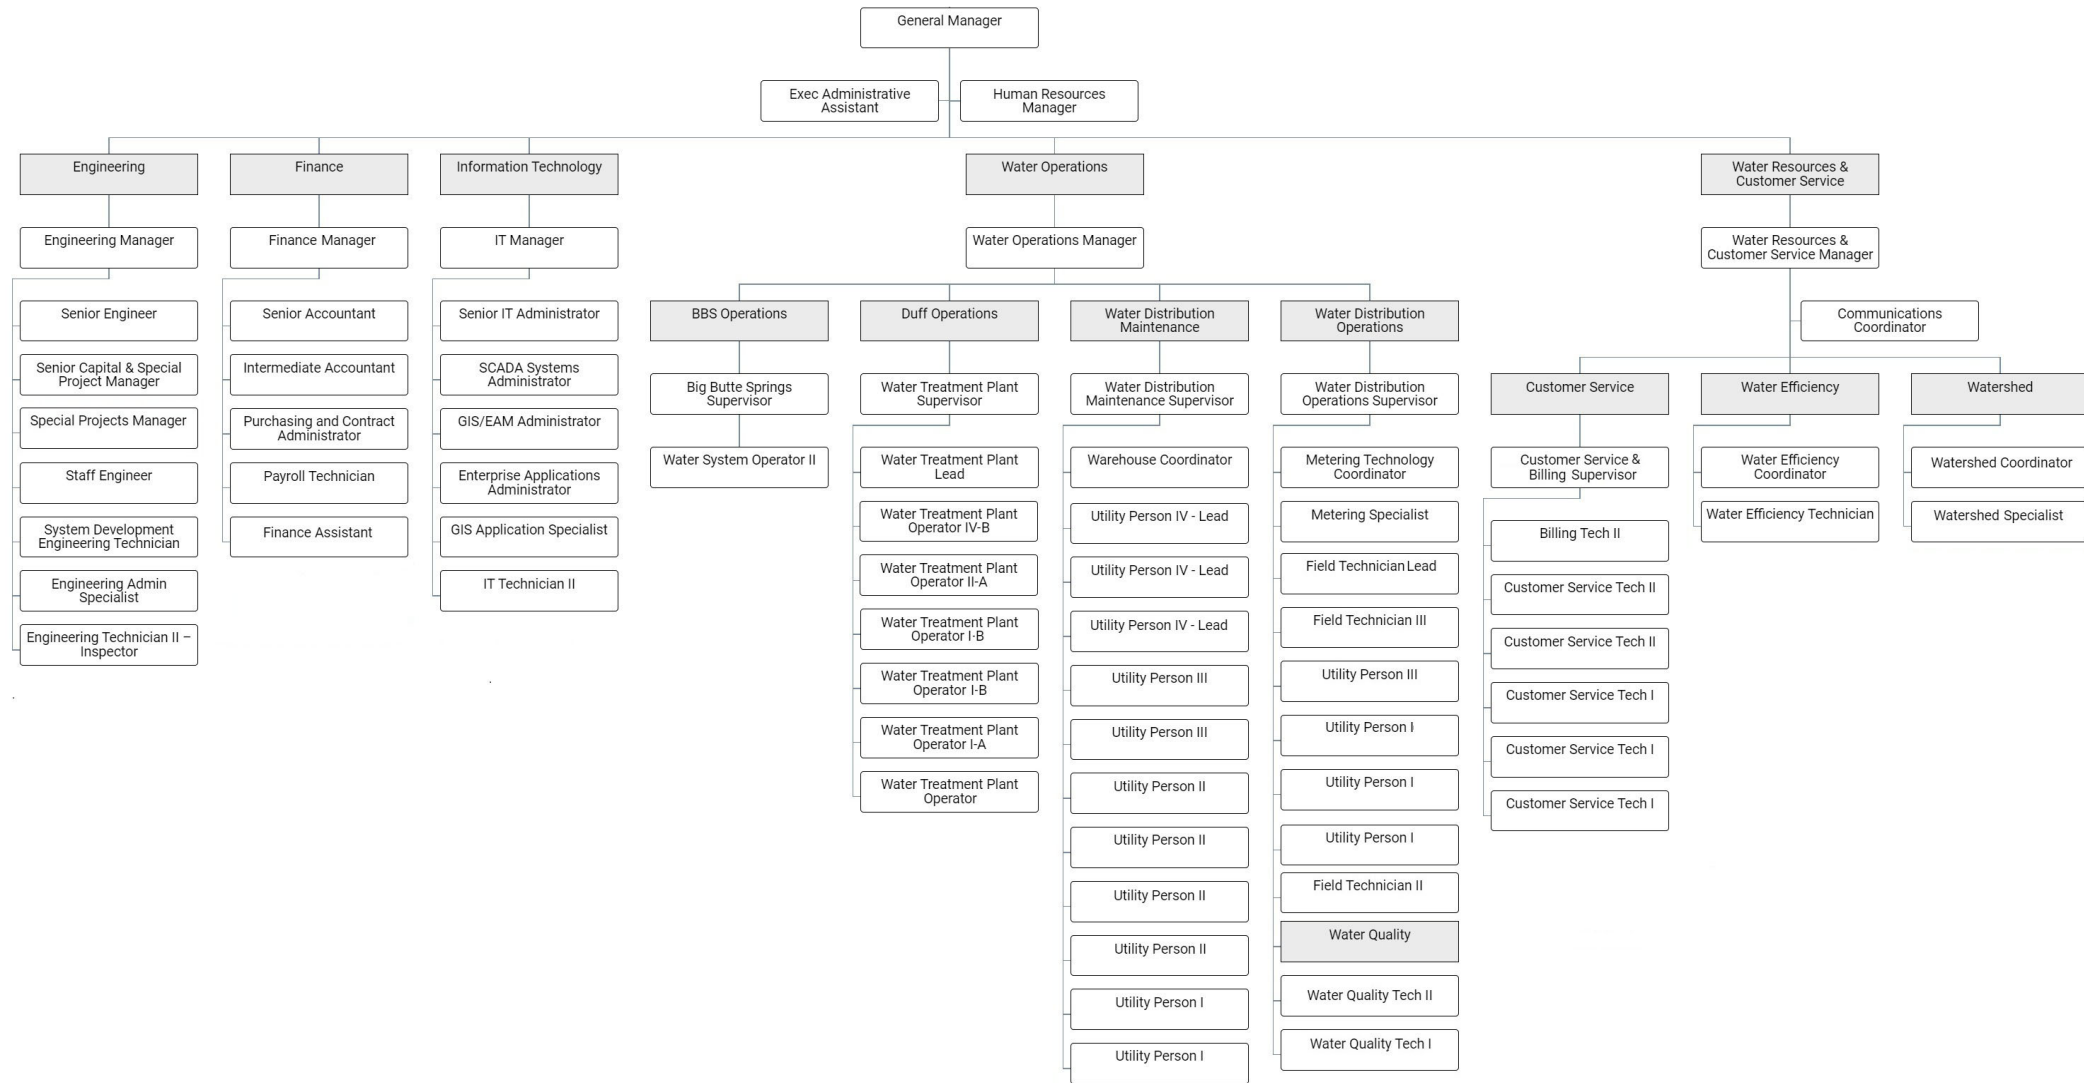 General Manager
Exec Administrative
Assistant
Human Resources
Manager
Engineering
Engineering Manager
Senior Engineer
Senior Capital & Special
Project Manager
Special Projects Manager
Staff Engineer
System Development
Engineering Technician
Engineering Admin
Specialist
Engineering Technician II –
Inspector
Finance
Finance Manager
Senior Accountant
Intermediate Accountant
Purchasing and Contract
Administrator
Payroll Technician
Finance Assistant
Information Technology
IT Manager
Senior IT Administrator
SCADA Systems
Administrator
GIS/EAM Administrator
Enterprise Applications
Administrator
GIS Application Specialist
IT Technician II
Water Operations
Water Operations Manager
BBS Operations
Big Butte Springs
Supervisor
Water System Operator II
Duff Operations
Water Treatment Plant
Supervisor
Water Treatment Plant
Lead
Water Treatment Plant
Operator IV-B
Water Treatment Plant
Operator II-A
Water Treatment Plant
Operator I-B
Water Treatment Plant
Operator I-B
Water Treatment Plant
Operator I-A
Water Treatment Plant
Operator
Water Distribution
Maintenance
Water Distribution
Maintenance Supervisor
Warehouse Coordinator
Utility Person IV - Lead
Utility Person IV - Lead
Utility Person IV - Lead
Utility Person III
Utility Person III
Utility Person II
Utility Person II
Utility Person II
Utility Person II
Utility Person I
Utility Person I
Water Distribution
Operations
Water Distribution
Operations Supervisor
Metering Technology
Coordinator
Metering Specialist
Field Technician Lead
Field Technician III
Utility Person III
Utility Person I
Utility Person I
Utility Person I
Field Technician II
Water Quality
Water Quality Tech II
Water Quality Tech I
Water Resources &
Customer Service
Water Resources &
Customer Service Manager
Communications
Coordinator
Customer Service
Customer Service &
Billing Supervisor
Billing Tech II
Customer Service Tech II
Customer Service Tech II
Customer Service Tech I
Customer Service Tech I
Customer Service Tech I
Water Efficiency
Water Efficiency
Coordinator
Water Efficiency Technician
Watershed
Watershed Coordinator
Watershed Specialist